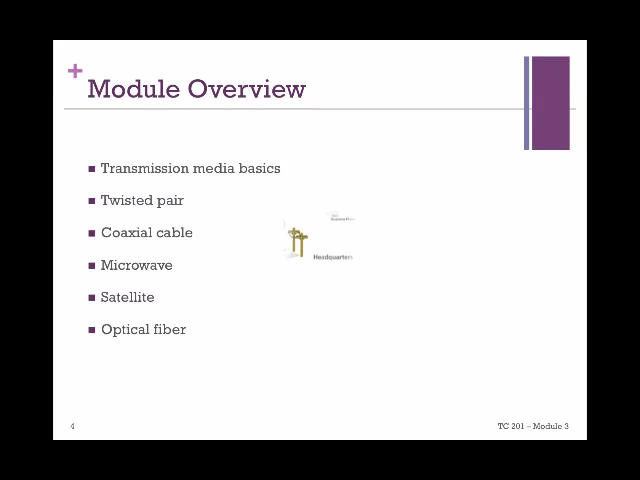 +
Module Overview
Transmission media basics
Twisted pair
Coaxial cable
Microwave
Satellite
Optical fiber
Headquarters
4
TC 201 – Module 3